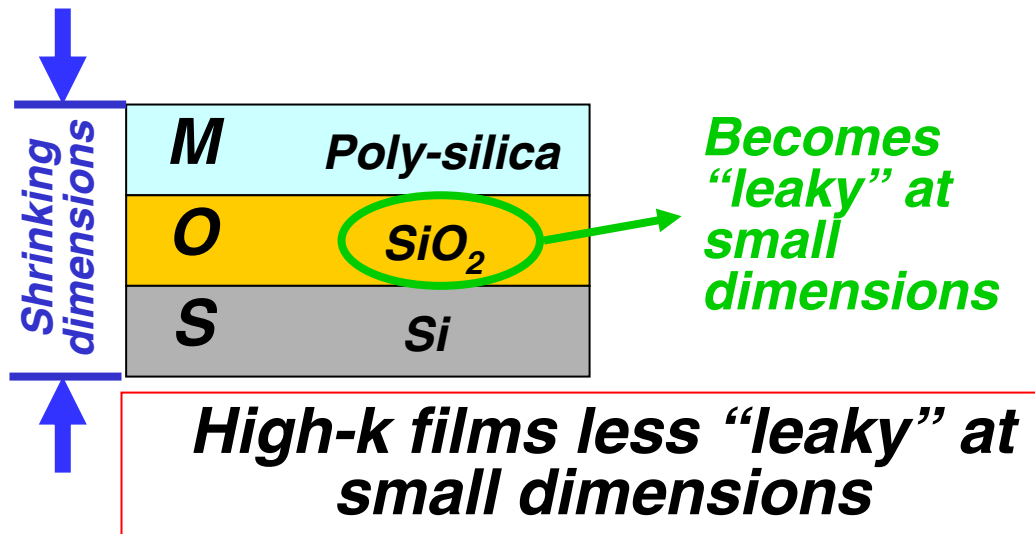 Shrinking
dimensions
M
Poly-silica
O
SiO₂
S
Si
Becomes
“leaky” at
small
dimensions
High-k films less “leaky” at
small dimensions